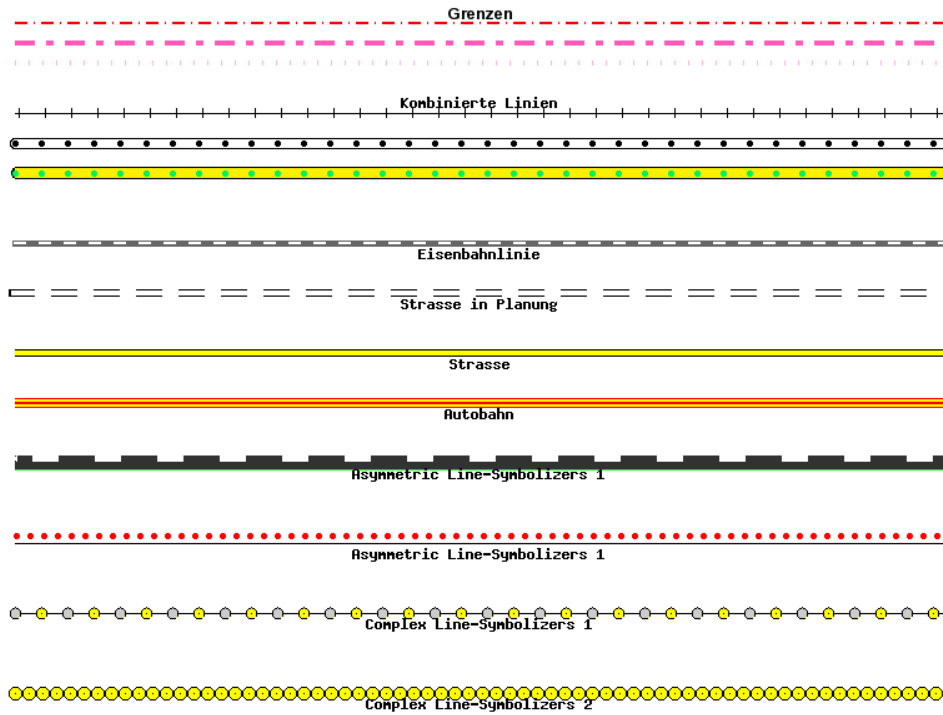 Grenzen
Kombinierte Linien
Eisenbahnlinie
Strasse in Planung
Strasse
Autobahn
Asymmetric Line-Symbolizers 1
Asymmetric Line-Symbolizers 1
Complex Line-Symbolizers 1
Complex Line-Symbolizers 2